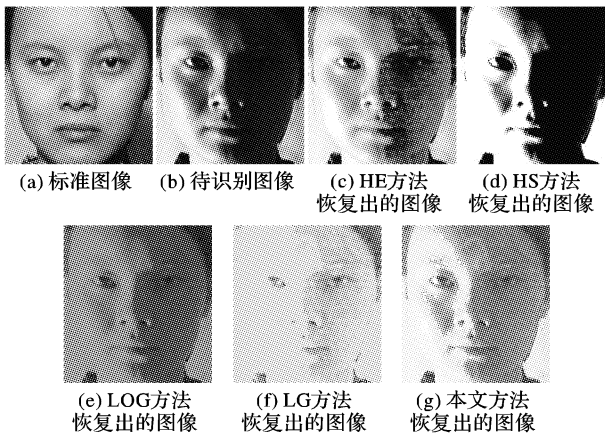 (a) 标准图像
(b) 待识别图像
(c) HE方法
恢复出的图像
(d) HS方法
恢复出的图像
(e) LOG方法
恢复出的图像
(f) LG方法
恢复出的图像
(g) 本文方法
恢复出的图像